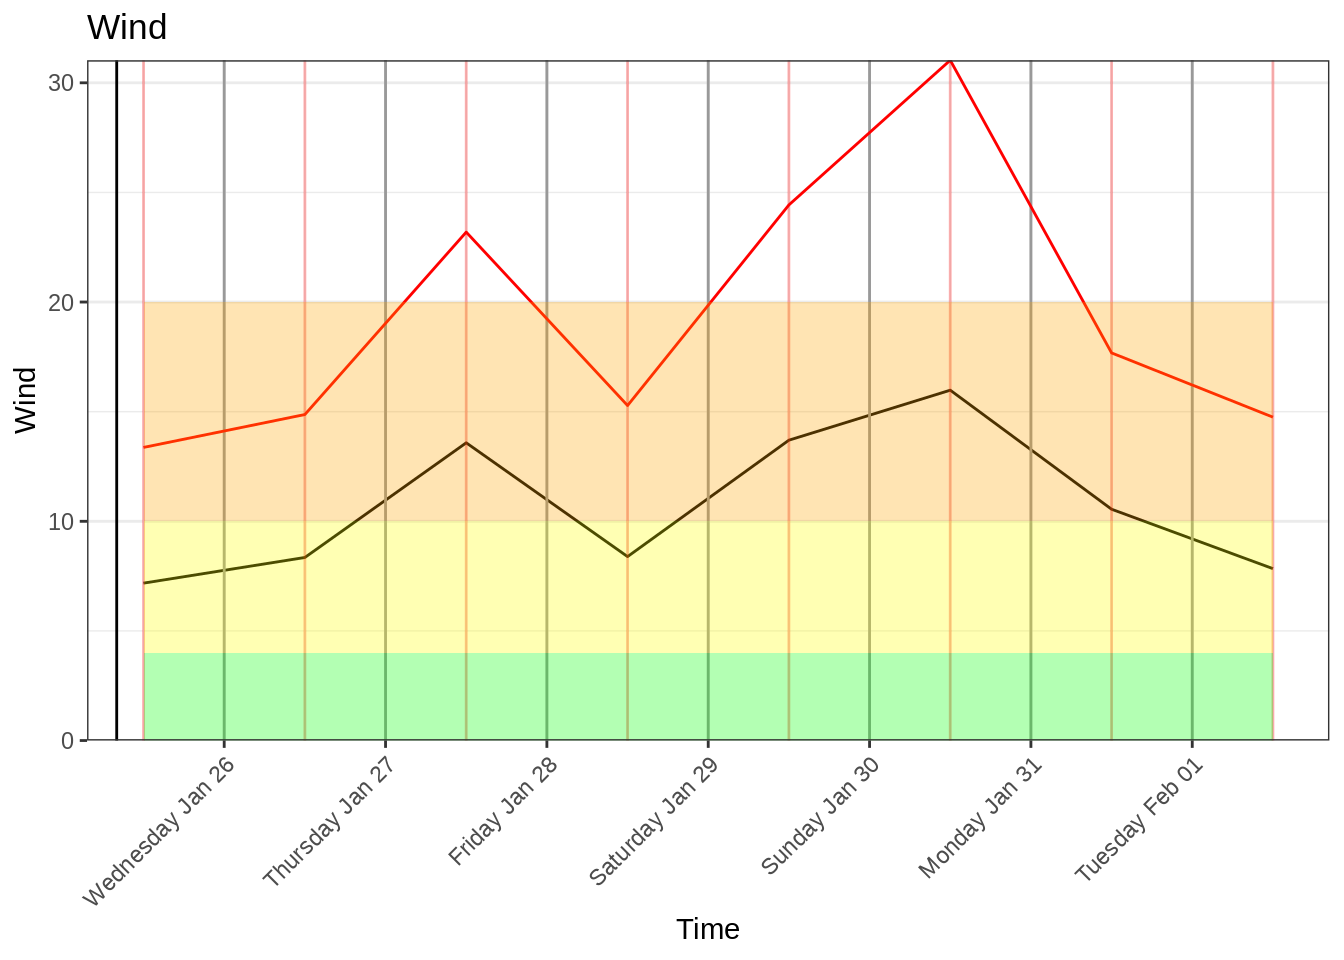 Wind
30
20
10
0
Wind
Wednesday Jan 26
Thursday Jan 27
Friday Jan 28
Saturday Jan 29
Sunday Jan 30
Monday Jan 31
Tuesday Feb 01
Time